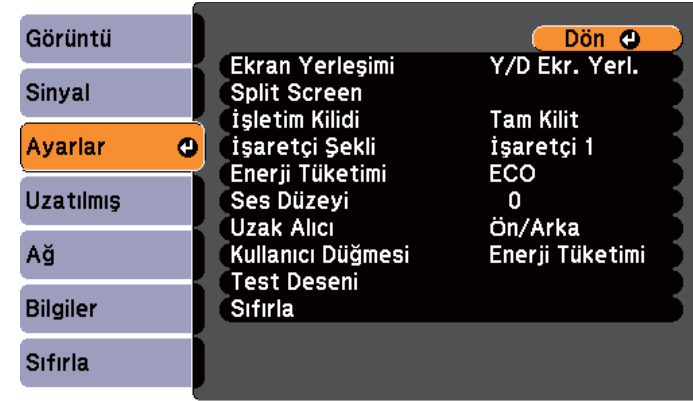 Görüntü
Sinyal
Ayarlar
Uzatılmış
Ağ
Bilgiler
Sıfırla
Dön
Ekran Yerleşimi Y/D Ekr. Yerl.
Split Screen
İşletim Kilidi Tam Kilit
İşaretçi Şekli İşaretçi 1
Enerji Tüketimi ECO
Ses Düzeyi 0
Uzak Alıcı Ön/Arka
Kullanıcı Düğmesi Enerji Tüketimi
Test Deseni
Sıfırla